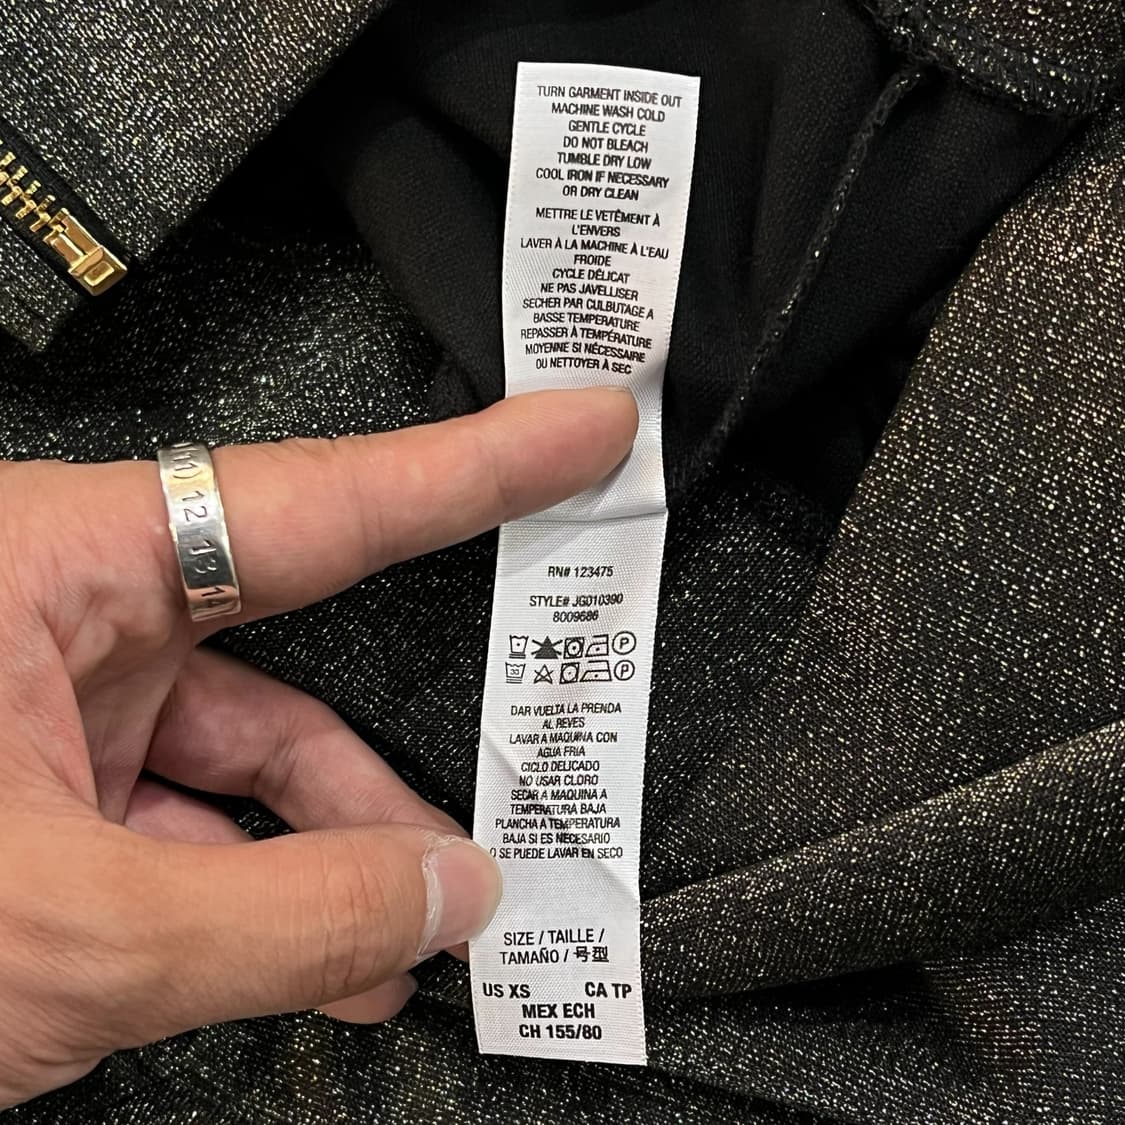 TURN GARMENT INSIDE OUT
MACHINE WASH COLD
GENTLE CYCLE
DO NOT BLEACH
TUMBLE DRY LOW
COOL IRON IF NECESSARY
OR DRY CLEAN
METTRE LE VETÊMENT À
L'ENVERS
LAVER À LA MACHINE À L'EAU
FROIDE
CYCLE DÉLICAT
NE PAS JAVELLISER
SECHER PAR CULBUTAGE A
BASSE TEMPERATURE
REPASSER À TEMPÉRATURE
MOYENNE SI NÉCESSAIRE
OU NETTOYER À SEC
12 13 14
RN# 123475
STYLE# JG010390
8009686
P
30 P
DAR VUELTA LA PRENDA
AL REVES
LAVAR A MAQUINA CON
AGUA FRIA
CICLO DELICADO
NO USAR CLORO
SECAR A MAQUINA A
TEMPERATURA BAJA
PLANCHA A TEMPERATURA
BAJA SI ES NECESARIO
O SE PUEDE LAVAR EN SECO
SIZE / TAILLE /
TAMAÑO / 号型
US XS CA TP
MEX ECH
CH 155/80